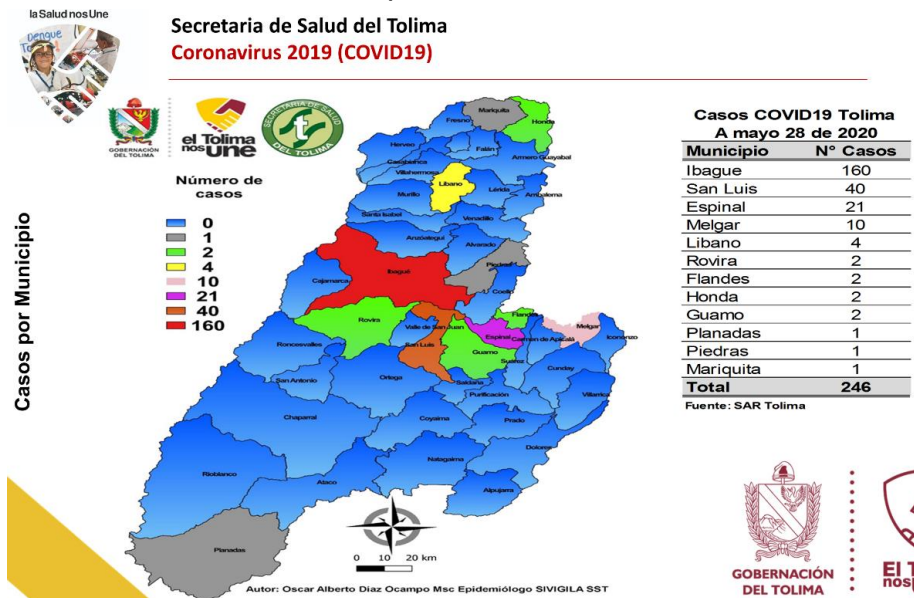 la Salud nos Une
Dengue
Secretaria de Salud del Tolima
Coronavirus 2019 (COVID19)
GOBERNACIÓN
DEL TOLIMA
el Tolima
nos une
SECRETARIA DE SALUD
DEL TOLIMA
Casos por Municipio
Número de
casos
0
1
2
4
10
21
40
160
Mariquita
Fresno
Honda
Herveo
Falán
Casabianca
Armero Guayabal
Villahermosa
Líbano
Murillo
Lérida
Ambalema
Santa Isabel
Venadillo
Anzoátegui
Alvarado
Piedras
Ibagué
Cajamarca
Coello
Rovira
Valle de San Juan
Flandes
Espinal
Melgar
Carmen de Apicalá
Icononzo
Roncesvalles
San Luis
Guamo
Suárez
Cunday
San Antonio
Ortega
Saldaña
Purificación
Villarrica
Chaparral
Coyaima
Prado
Dolores
Natagaima
Rioblanco
Ataco
Alpujarra
Planadas
0 10 20 km
Autor: Oscar Alberto Diaz Ocampo Msc Epidemiólogo SIVIGILA SST
Casos COVID19 Tolima
A mayo 28 de 2020
Municipio N° Casos
Ibague 160
San Luis 40
Espinal 21
Melgar 10
Libano 4
Rovira 2
Flandes 2
Honda 2
Guamo 2
Planadas 1
Piedras 1
Mariquita 1
Total 246
Fuente: SAR Tolima
GOBERNACIÓN
DEL TOLIMA
El T